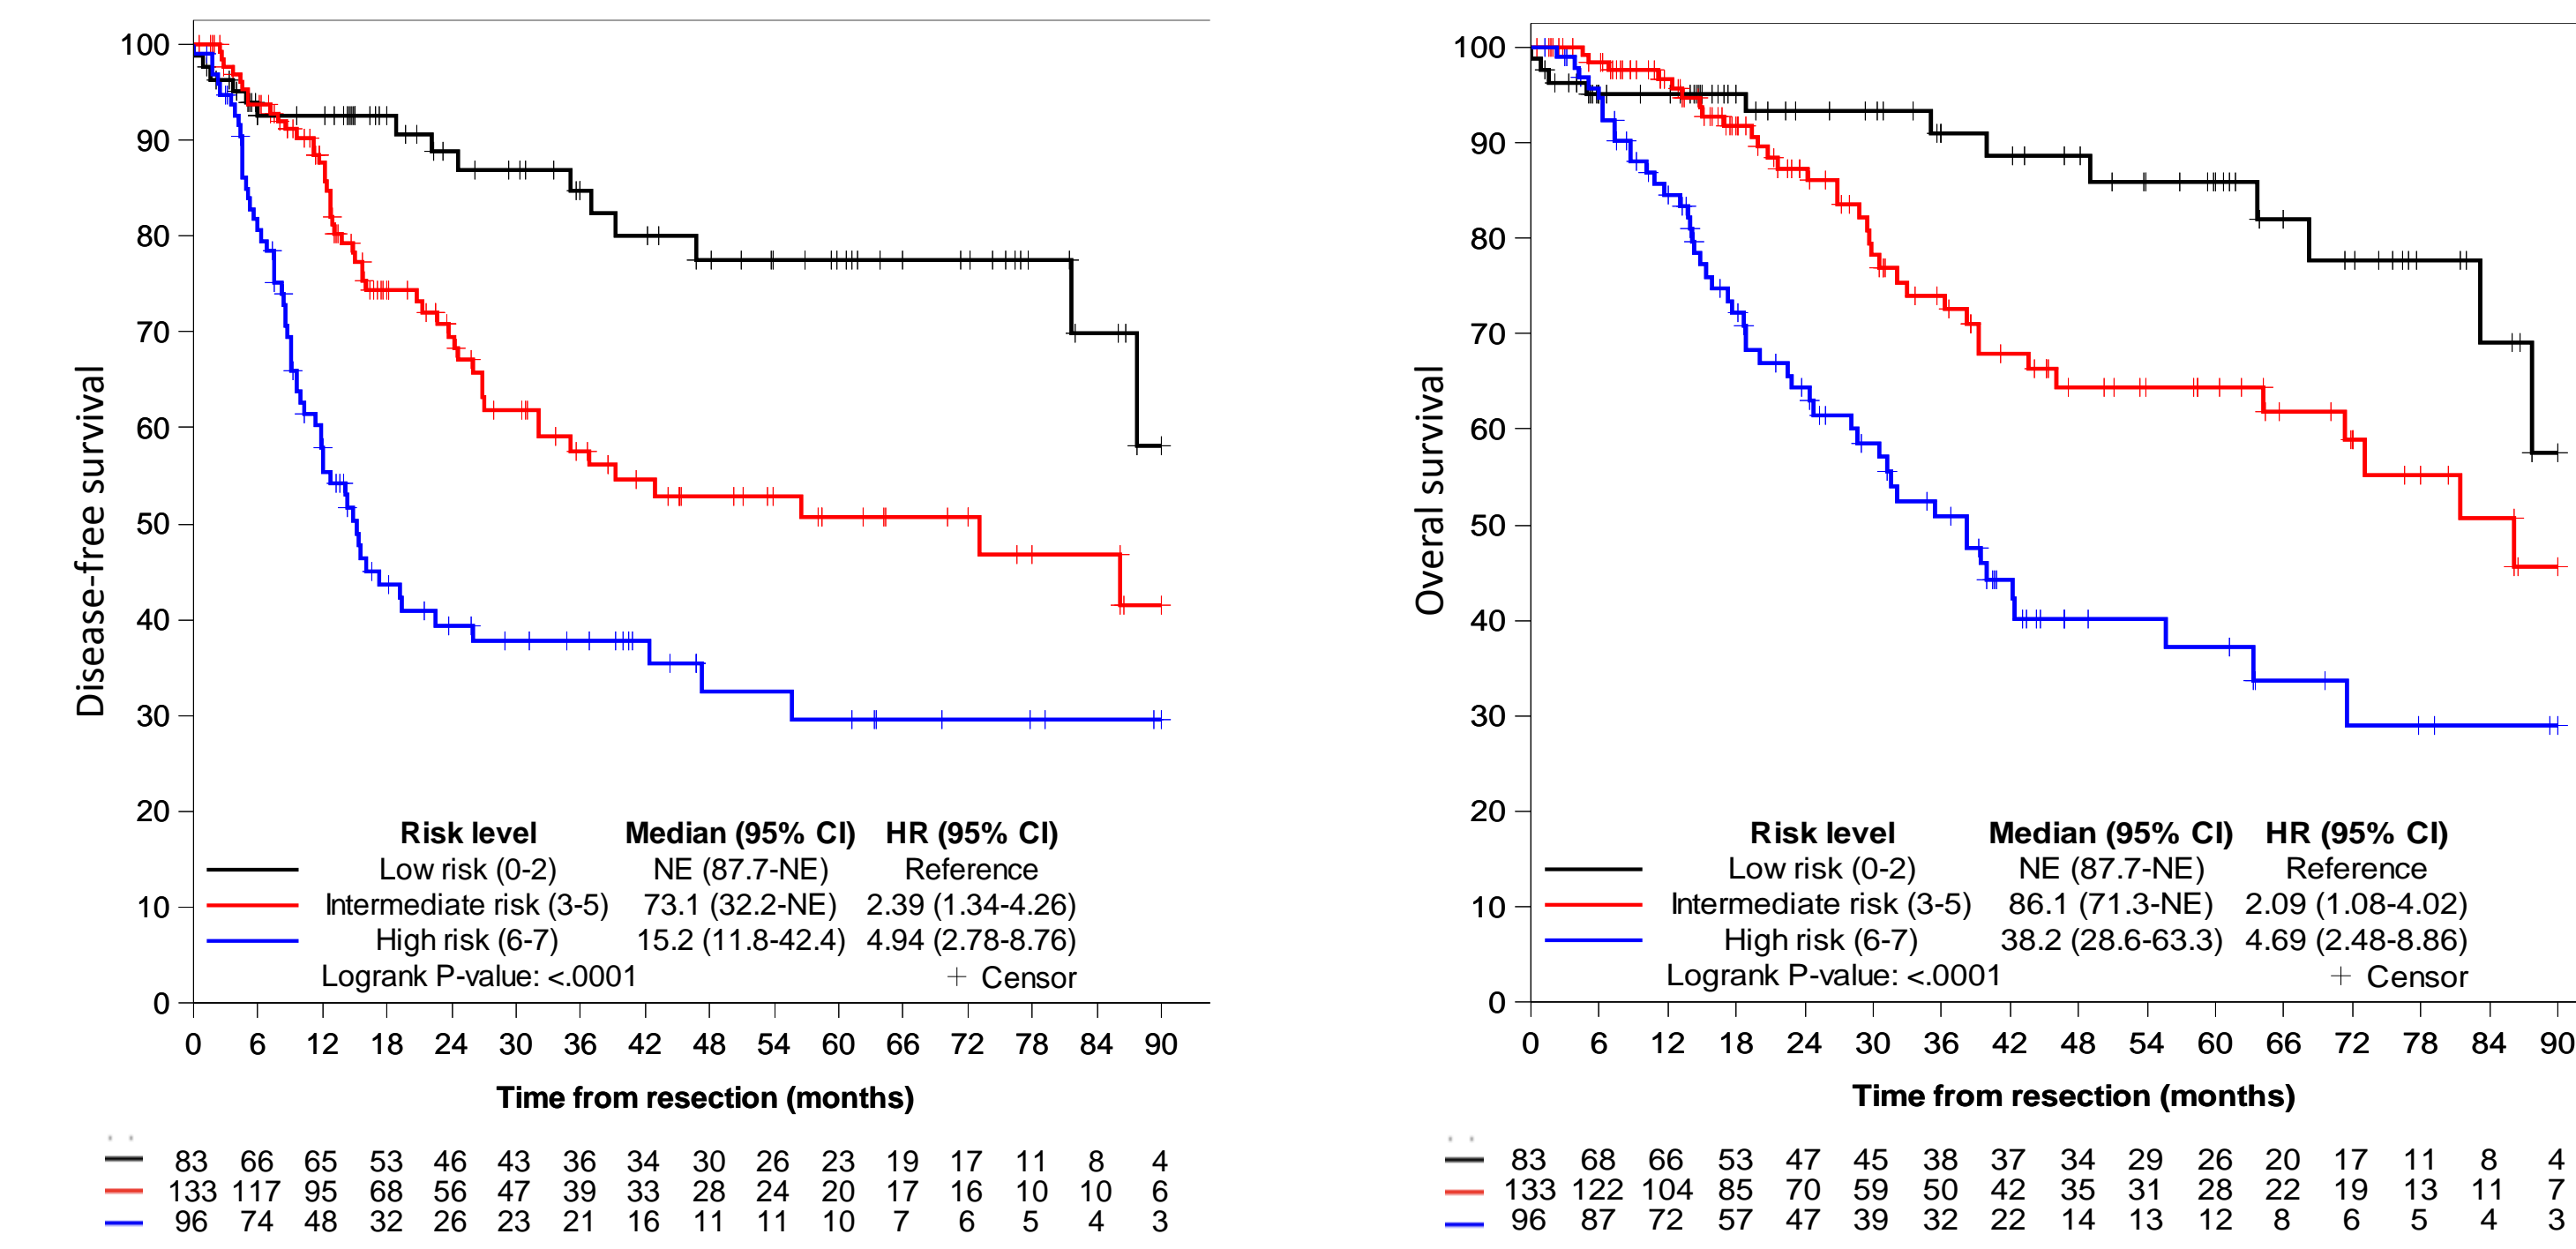 Disease-free survival
100
90
80
70
60
50
40
30
20
10
0
Risk level Median (95% CI) HR (95% CI)
Low risk (0-2) NE (87.7-NE) Reference
Intermediate risk (3-5) 73.1 (32.2-NE) 2.39 (1.34-4.26)
High risk (6-7) 15.2 (11.8-42.4) 4.94 (2.78-8.76)
Logrank P-value: <.0001 + Censor
0 6 12 18 24 30 36 42 48 54 60 66 72 78 84 90
Time from resection (months)
83 66 65 53 46 43 36 34 30 26 23 19 17 11 8 4
133 117 95 68 56 47 39 33 28 24 20 17 16 10 10 6
96 74 48 32 26 23 21 16 11 11 10 7 6 5 4 3
Overal survival
100
90
80
70
60
50
40
30
20
10
0
Risk level Median (95% CI) HR (95% CI)
Low risk (0-2) NE (87.7-NE) Reference
Intermediate risk (3-5) 86.1 (71.3-NE) 2.09 (1.08-4.02)
High risk (6-7) 38.2 (28.6-63.3) 4.69 (2.48-8.86)
Logrank P-value: <.0001 + Censor
0 6 12 18 24 30 36 42 48 54 60 66 72 78 84 90
Time from resection (months)
83 68 66 53 47 45 38 37 34 29 26 20 17 11 8 4
133 122 104 85 70 59 50 42 35 31 28 22 19 13 11 7
96 87 72 57 47 39 32 22 14 13 12 8 6 5 4 3